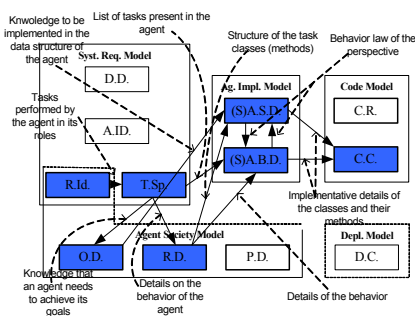 Knwoledge to
be implemented in the
data structure of
the agent
List of tasks present in the
agent
Structure of the task
classes (methods)
Behavior law of the
perspective
Syst. Req. Model
D.D.
A.ID.
Tasks
performed by
the agent in its
roles
R.Id.
T.Sp.
Ag. Impl. Model
(S)A.S.D.
(S)A.B.D.
Code Model
C.R.
C.C.
Implementative details of
the classes and their
methods
Agent Society Model
O.D.
R.D.
P.D.
Depl. Model
D.C.
Knowledge that
an agent needs
to achieve its
goals
Details on the
behavior of the
agent
Details of the behavior